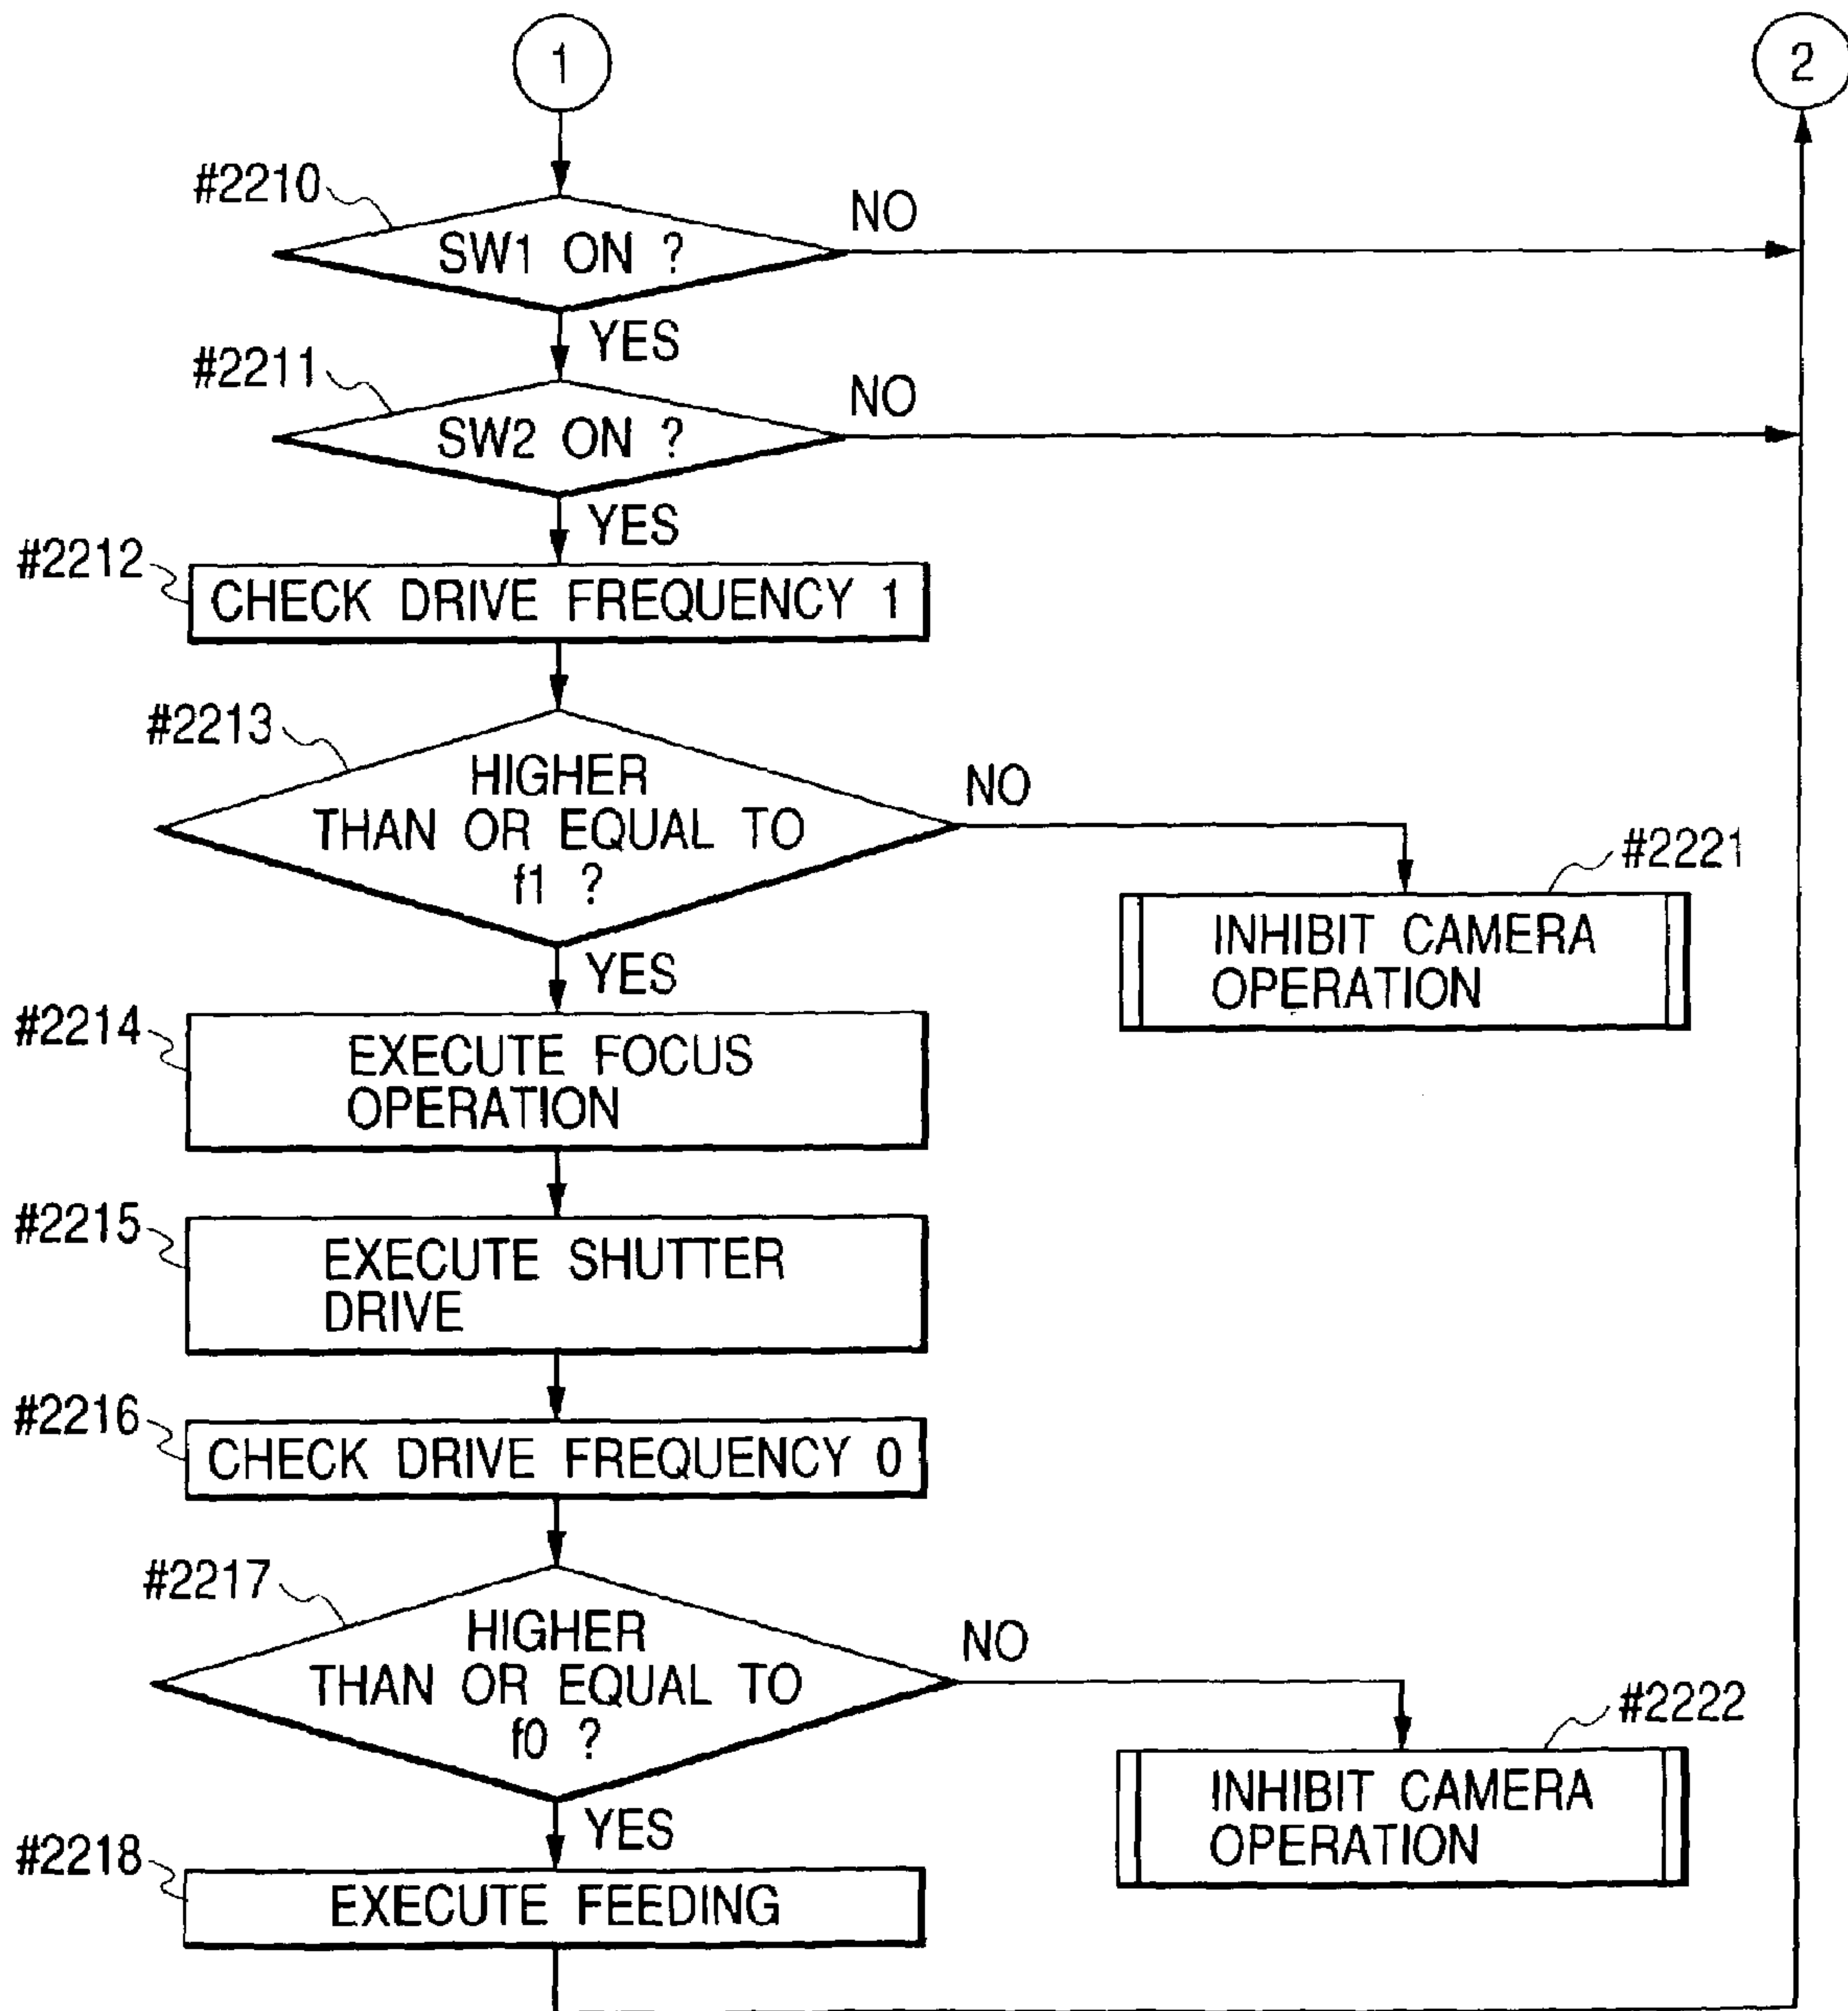 1
2
#2210
SW1 ON ?
NO
YES
#2211
SW2 ON ?
NO
YES
#2212
CHECK DRIVE FREQUENCY 1
#2213
HIGHER
THAN OR EQUAL TO
f1 ?
NO
YES
#2221
INHIBIT CAMERA
OPERATION
#2214
EXECUTE FOCUS
OPERATION
#2215
EXECUTE SHUTTER
DRIVE
#2216
CHECK DRIVE FREQUENCY 0
#2217
HIGHER
THAN OR EQUAL TO
f0 ?
NO
YES
#2222
INHIBIT CAMERA
OPERATION
#2218
EXECUTE FEEDING